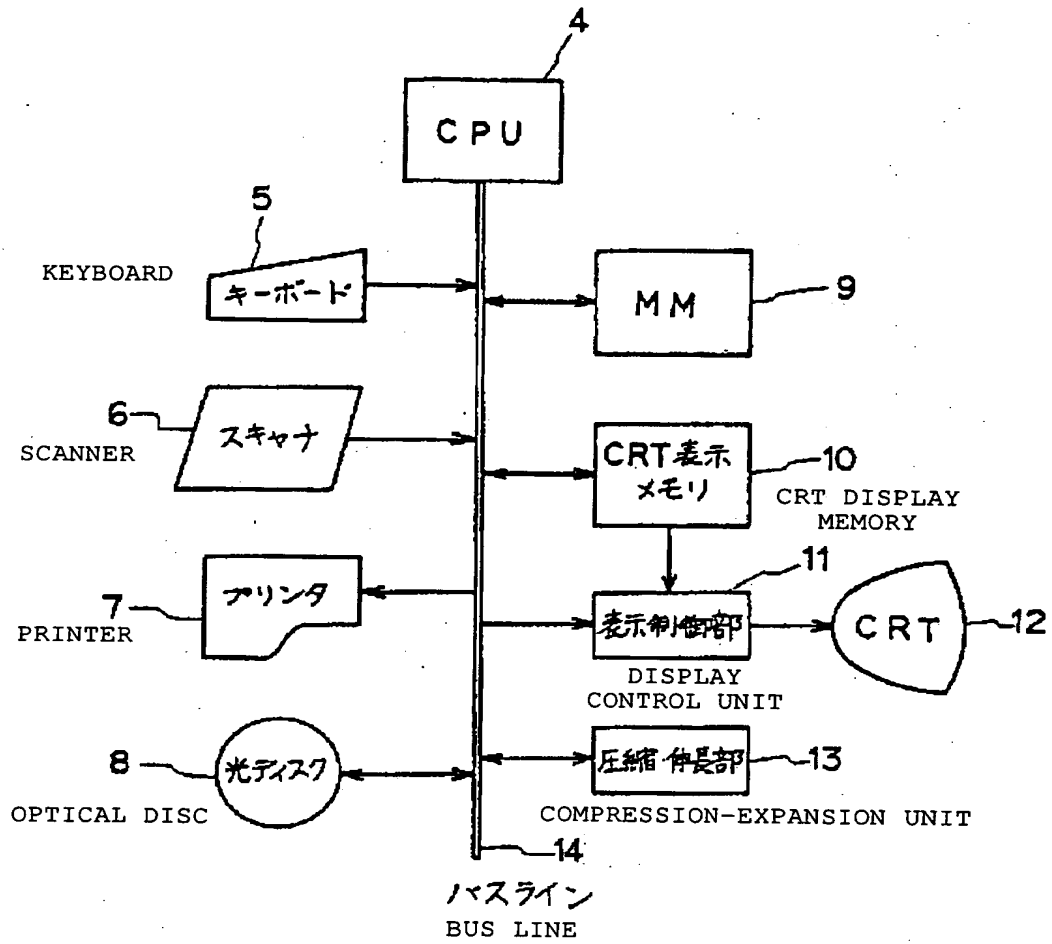 4
CPU
5
KEYBOARD
キーボード
MM
9
6
SCANNER
スキャナ
CRT表示
メモリ
10
CRT DISPLAY
MEMORY
7
PRINTER
プリンタ
11
表示制御部
DISPLAY
CONTROL UNIT
CRT
12
8
OPTICAL DISC
光ディスク
圧縮・伸長部
13
COMPRESSION-EXPANSION UNIT
14
バスライン
BUS LINE